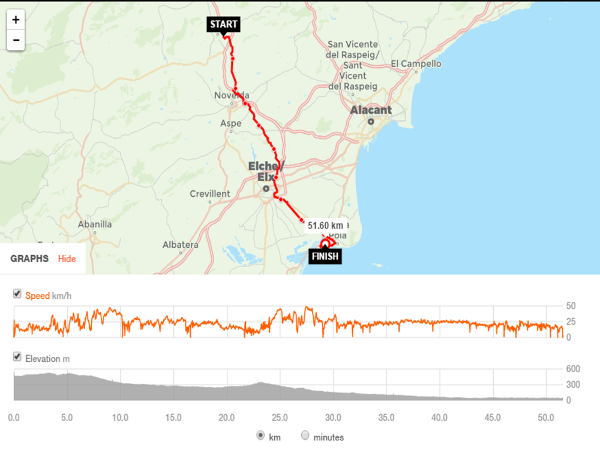 +
−
START
San Vicente
del Raspeig/
Sant
Vicent
del Raspeig
El Campello
Novelda
Alacant
Aspe
Elche/
Elx
Crevillent
51.60 km
Abanilla
Albatera
Pola
FINISH
GRAPHS Hide
Speed km/h
50
25
0
Elevation m
600
300
0
0.0 5.0 10.0 15.0 20.0 25.0 30.0 35.0 40.0 45.0 50.0
km minutes